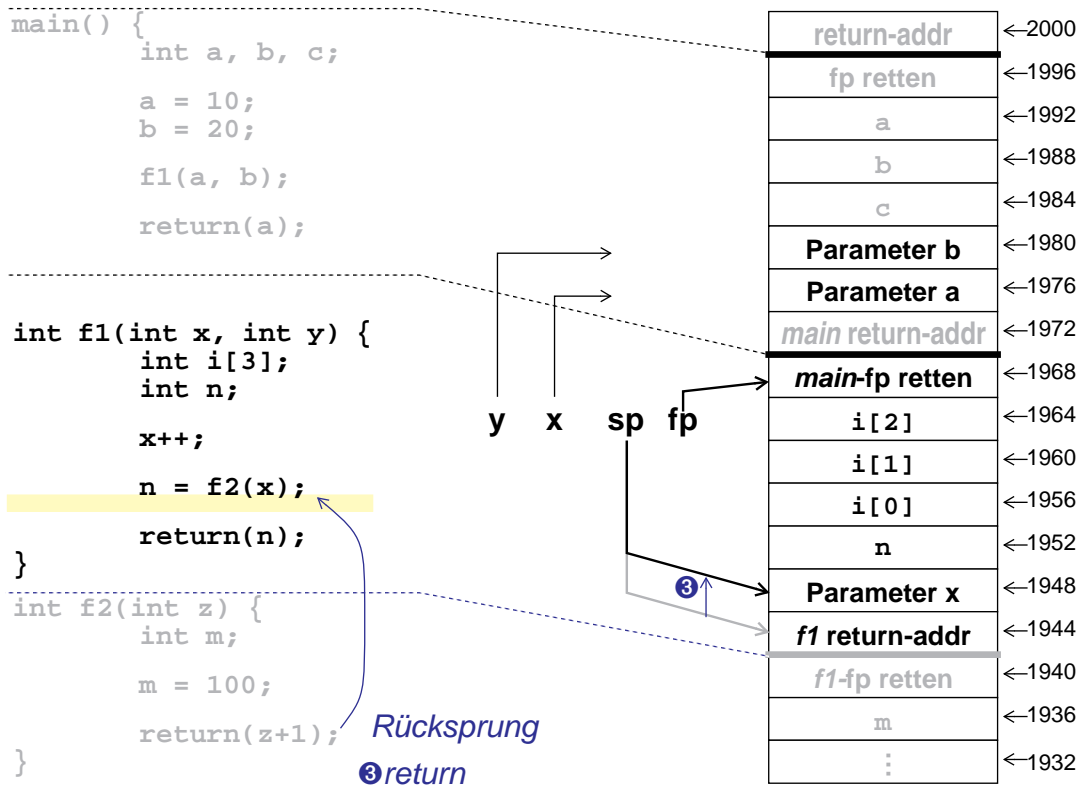 main() {
int a, b, c;
a = 10;
b = 20;
f1(a, b);
return(a);
int f1(int x, int y) {
int i[3];
int n;
x++;
n = f2(x);
return(n);
}
int f2(int z) {
int m;
m = 100;
return(z+1);
}
Rücksprung
❸return
y x sp fp
❸
return-addr ←2000
fp retten ←1996
a ←1992
b ←1988
c ←1984
Parameter b ←1980
Parameter a ←1976
main return-addr ←1972
main-fp retten ←1968
i[2] ←1964
i[1] ←1960
i[0] ←1956
n ←1952
Parameter x ←1948
f1 return-addr ←1944
f1-fp retten ←1940
m ←1936
⋮ ←1932